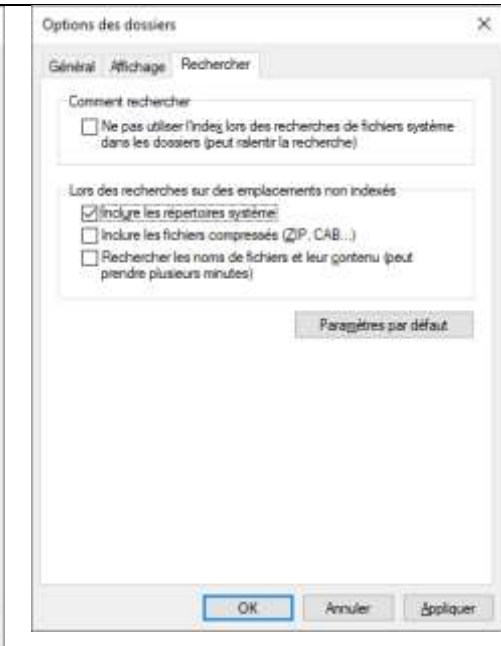 Options des dossiers
Général Affichage Rechercher
Comment rechercher
Ne pas utiliser l'index lors des recherches de fichiers système
dans les dossiers (peut ralentir la recherche)
Lors des recherches sur des emplacements non indexés
Inclure les répertoires système
Inclure les fichiers compressés (ZIP, CAB...)
Rechercher les noms de fichiers et leur contenu (peut
prendre plusieurs minutes)
Paramètres par défaut
OK Annuler Appliquer